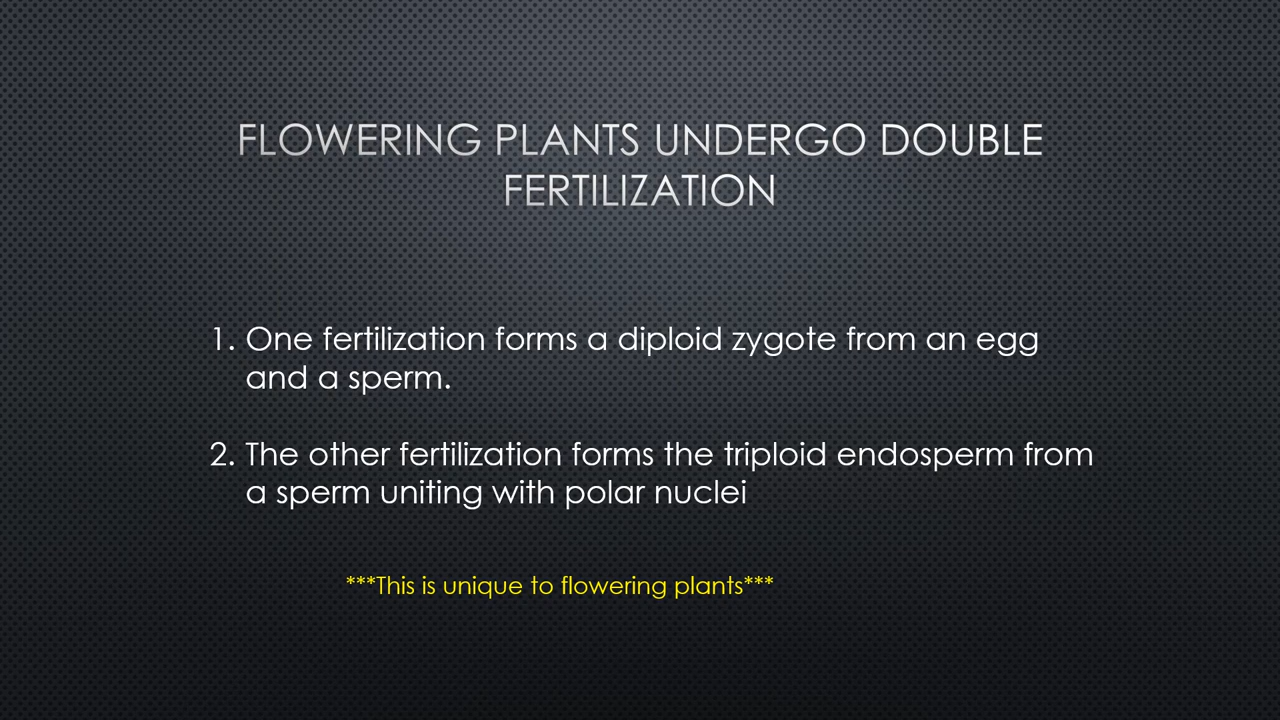 FLOWERING PLANTS UNDERGO DOUBLE
FERTILIZATION
1. One fertilization forms a diploid zygote from an egg
and a sperm.
2. The other fertilization forms the triploid endosperm from
a sperm uniting with polar nuclei
***This is unique to flowering plants***